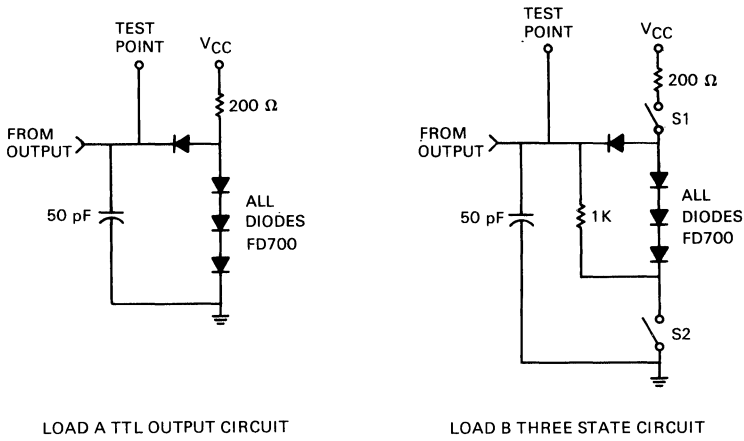 TEST
POINT
VCC
200 Ω
FROM
OUTPUT
50 pF
ALL
DIODES
FD700
LOAD A TTL OUTPUT CIRCUIT
TEST
POINT
VCC
200 Ω
S1
FROM
OUTPUT
50 pF
1K
ALL
DIODES
FD700
S2
LOAD B THREE STATE CIRCUIT